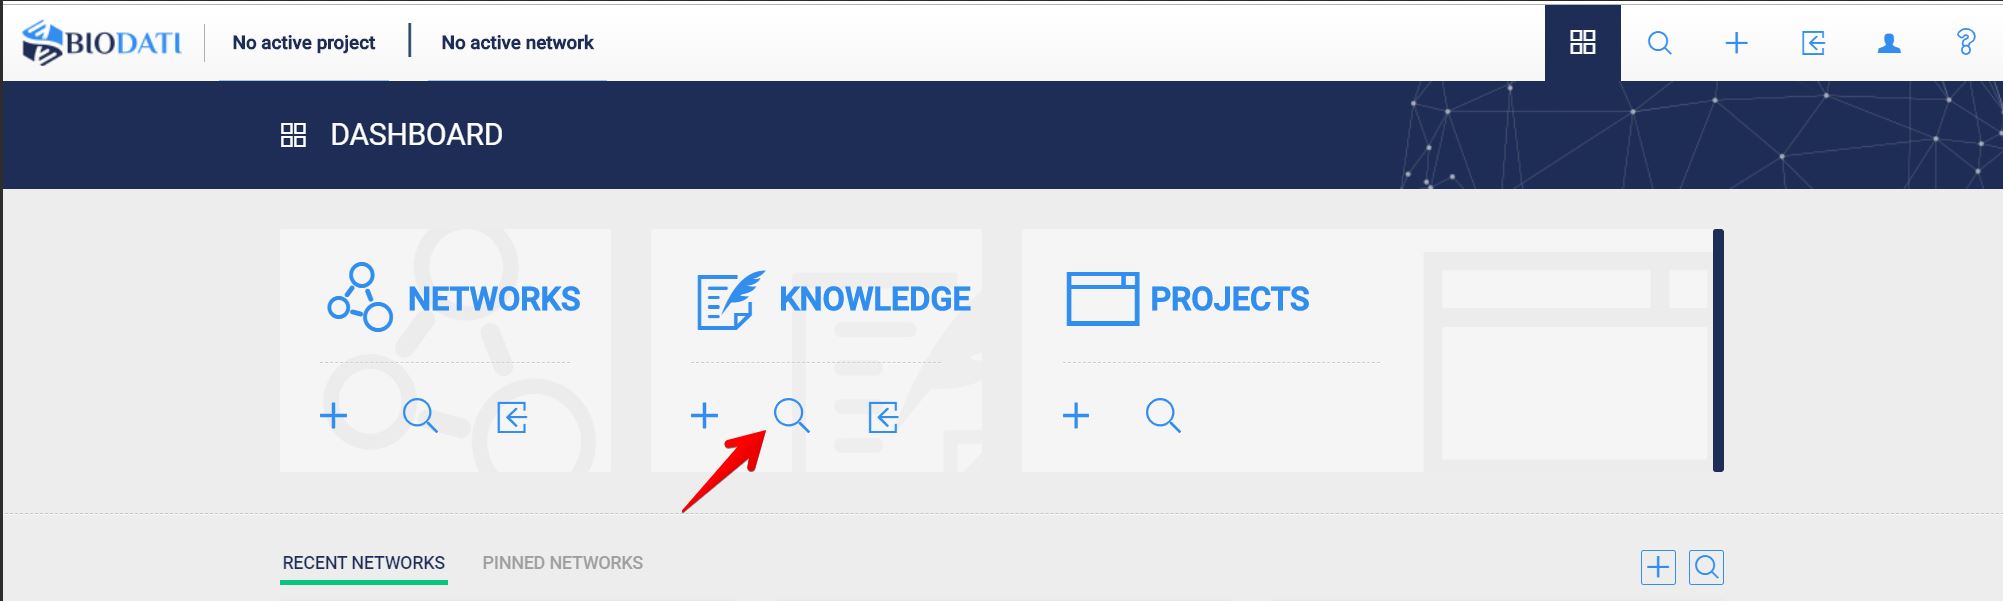 BIODATI
No active project
No active network
DASHBOARD
NETWORKS
KNOWLEDGE
PROJECTS
RECENT NETWORKS
PINNED NETWORKS